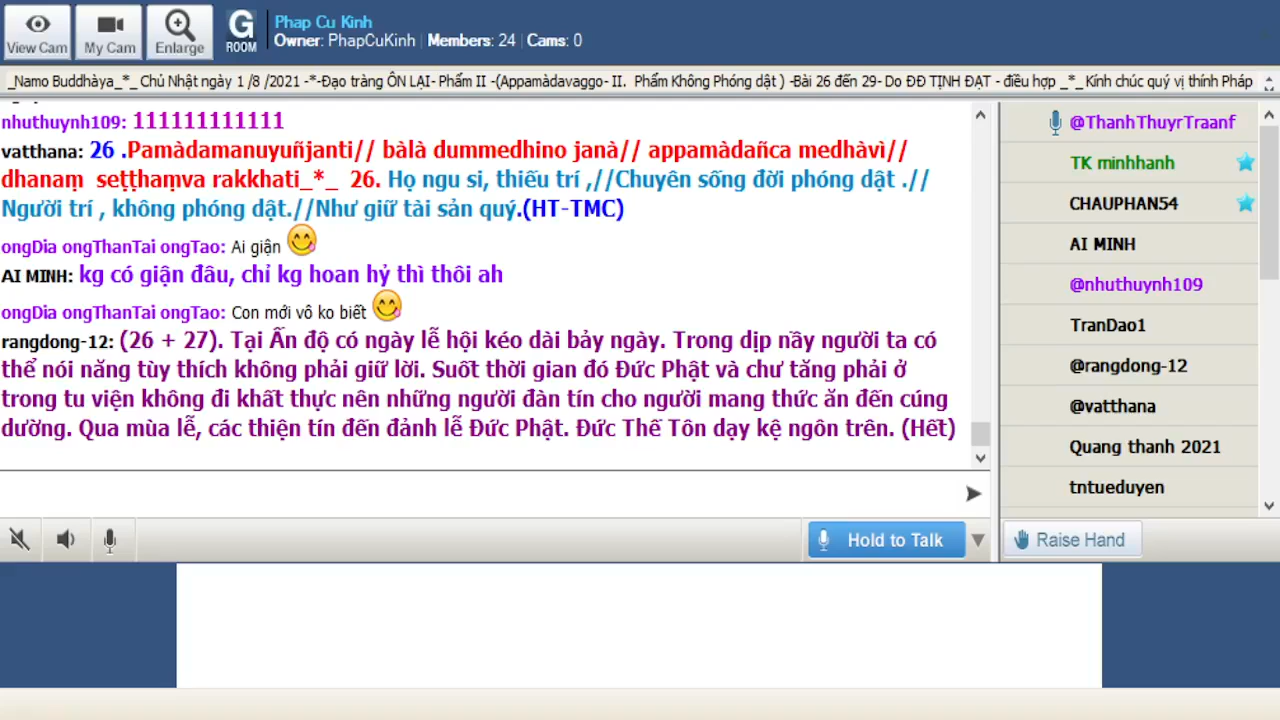 Phap Cu Kinh
View Cam My Cam Enlarge G ROOM Owner: PhapCuKinh | Members: 24 | Cams: 0
_Namo Buddhàya_*_ Chủ Nhật ngày 1 /8 /2021 -*-Đạo tràng ÔN LẠI- Phẩm II -(Appamàdavaggo- II. Phẩm Không Phóng dật ) -Bài 26 đến 29- Do ĐĐ TỊNH ĐẠT - điều hợp _*_ Kính chúc quý vị thính Pháp
nhuthuynh109: 111111111111
vatthana: 26 .Pamàdamanuyuñjanti// bàlà dummedhino janà// appamàdañca medhàvì//
dhanaṃ seṭṭhaṃva rakkhati_*_ 26. Họ ngu si, thiếu trí ,//Chuyên sống đời phóng dật .//
Người trí , không phóng dật.//Như giữ tài sản quý.(HT-TMC)
ongDia ongThanTai ongTao: Ai giận
AI MINH: kg có giận đâu, chỉ kg hoan hỷ thì thôi ah
ongDia ongThanTai ongTao: Con mới vô ko biết
rangdong-12: (26 + 27). Tại Ấn độ có ngày lễ hội kéo dài bảy ngày. Trong dịp nầy người ta có
thể nói năng tùy thích không phải giữ lời. Suốt thời gian đó Đức Phật và chư tăng phải ở
trong tu viện không đi khất thực nên những người đàn tín cho người mang thức ăn đến cúng
dường. Qua mùa lễ, các thiện tín đến đảnh lễ Đức Phật. Đức Thế Tôn dạy kệ ngôn trên. (Hết)
@ThanhThuyrTraanf
TK minhhanh
CHAUPHAN54
AI MINH
@nhuthuynh109
TranDao1
@rangdong-12
@vatthana
Quang thanh 2021
tntueduyen
Hold to Talk
Raise Hand